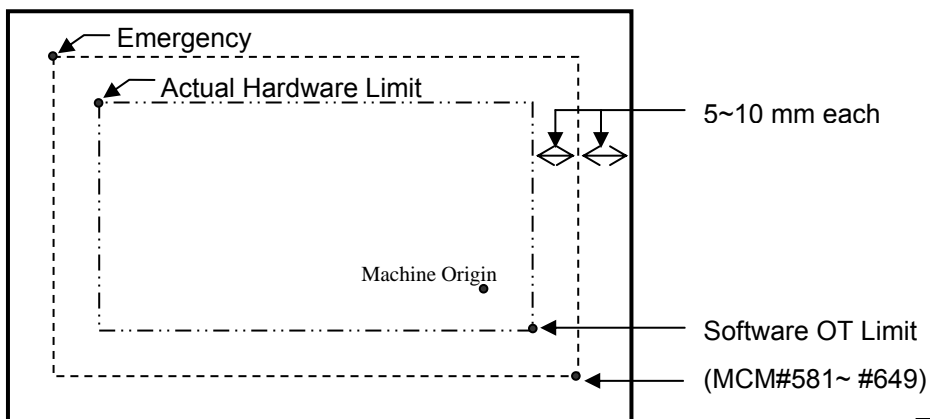 Emergency
Actual Hardware Limit
5~10 mm each
Machine Origin
Software OT Limit
(MCM#581~ #649)